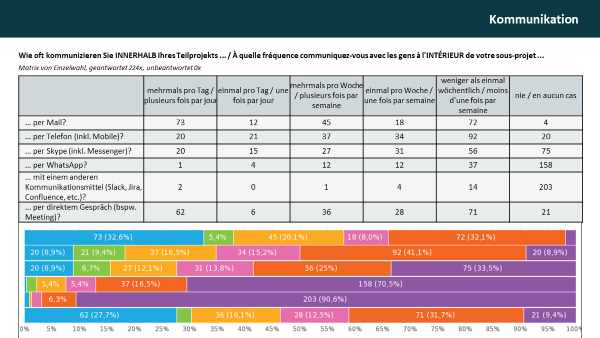 Kommunikation
Wie oft kommunizieren Sie INNERHALB Ihres Teilprojekts ... / À quelle fréquence communiquez-vous avec les gens à l'INTÉRIEUR de votre sous-projet ...
Matrix von Einzelwahl, geantwortet 224x, unbeantwortet 0x
mehrmals pro Tag / plusieurs fois par jour
einmal pro Tag / une fois par jour
mehrmals pro Woche / plusieurs fois par semaine
einmal pro Woche / une fois par semaine
weniger als einmal wöchentlich / moins d'une fois par semaine
nie / en aucun cas
... per Mail? 73 12 45 18 72 4
... per Telefon (inkl. Mobile)? 20 21 37 34 92 20
... per Skype (inkl. Messenger)? 20 15 27 31 56 75
... per WhatsApp? 1 4 12 12 37 158
... mit einem anderen
Kommunikationsmittel (Slack, Jira, 2 0 1 4 14 203
Confluence, etc.)?
... per direktem Gespräch (bspw. 62 6 36 28 71 21
Meeting)?
73 (32,6%) 5,4% 45 (20,1%) 18 (8,0%) 72 (32,1%)
20 (8,9%) 21 (9,4%) 37 (16,5%) 34 (15,2%) 92 (41,1%) 20 (8,9%)
20 (8,9%) 6,7% 27 (12,1%) 31 (13,8%) 56 (25%) 75 (33,5%)
5,4% 5,4% 37 (16,5%) 158 (70,5%)
6,3% 203 (90,6%)
62 (27,7%) 36 (16,1%) 28 (12,5%) 71 (31,7%) 21 (9,4%)
0% 5% 10% 15% 20% 25% 30% 35% 40% 45% 50% 55% 60% 65% 70% 75% 80% 85% 90% 95% 100%